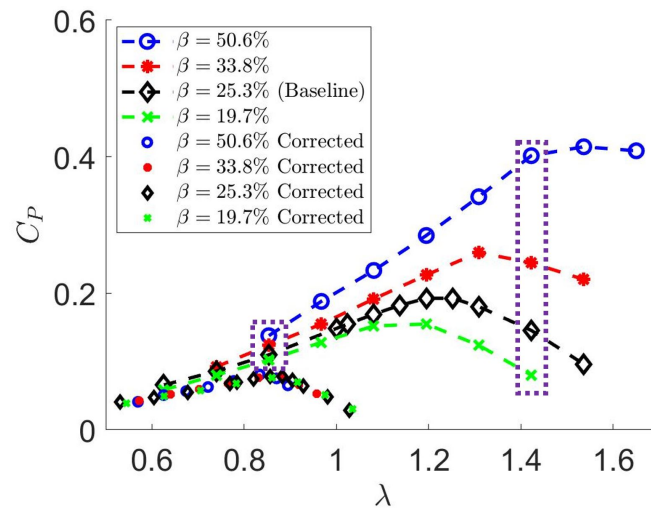 0.6
β = 50.6%
β = 33.8%
β = 25.3% (Baseline)
β = 19.7%
β = 50.6% Corrected
β = 33.8% Corrected
β = 25.3% Corrected
β = 19.7% Corrected
0.4
C_P
0.2
0
0.6 0.8 1 1.2 1.4 1.6
λ